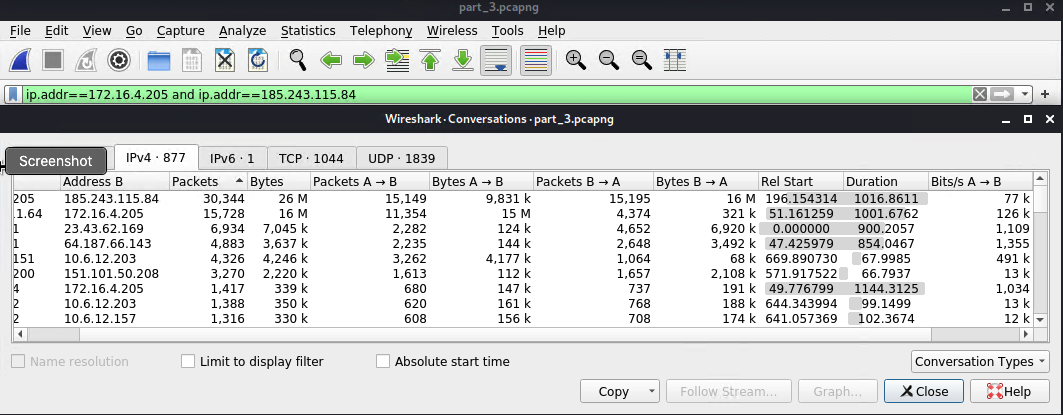 part_3.pcapng
File Edit View Go Capture Analyze Statistics Telephony Wireless Tools Help
ip.addr==172.16.4.205 and ip.addr==185.243.115.84
Wireshark · Conversations · part_3.pcapng
Screenshot IPv4 · 877 IPv6 · 1 TCP · 1044 UDP · 1839
Address B Packets Bytes Packets A → B Bytes A → B Packets B → A Bytes B → A Rel Start Duration Bits/s A → B
205 185.243.115.84 30,344 26 M 15,149 9,831 k 15,195 16 M 196.154314 1016.8611 77 k
1.64 172.16.4.205 15,728 16 M 11,354 15 M 4,374 321 k 51.161259 1001.6762 126 k
1 23.43.62.169 6,934 7,045 k 2,282 124 k 4,652 6,920 k 0.000000 900.2057 1,109
1 64.187.66.143 4,883 3,637 k 2,235 144 k 2,648 3,492 k 47.425979 854.0467 1,355
151 10.6.12.203 4,326 4,246 k 3,262 4,177 k 1,064 68 k 669.890730 67.9985 491 k
200 151.101.50.208 3,270 2,220 k 1,613 112 k 1,657 2,108 k 571.917522 66.7937 13 k
4 172.16.4.205 1,417 339 k 680 147 k 737 191 k 49.776799 1144.3125 1,034
2 10.6.12.203 1,388 350 k 620 161 k 768 188 k 644.343994 99.1499 13 k
2 10.6.12.157 1,316 330 k 608 156 k 708 174 k 641.057369 102.3674 12 k
Name resolution Limit to display filter Absolute start time Conversation Types
Copy Follow Stream... Graph... Close Help